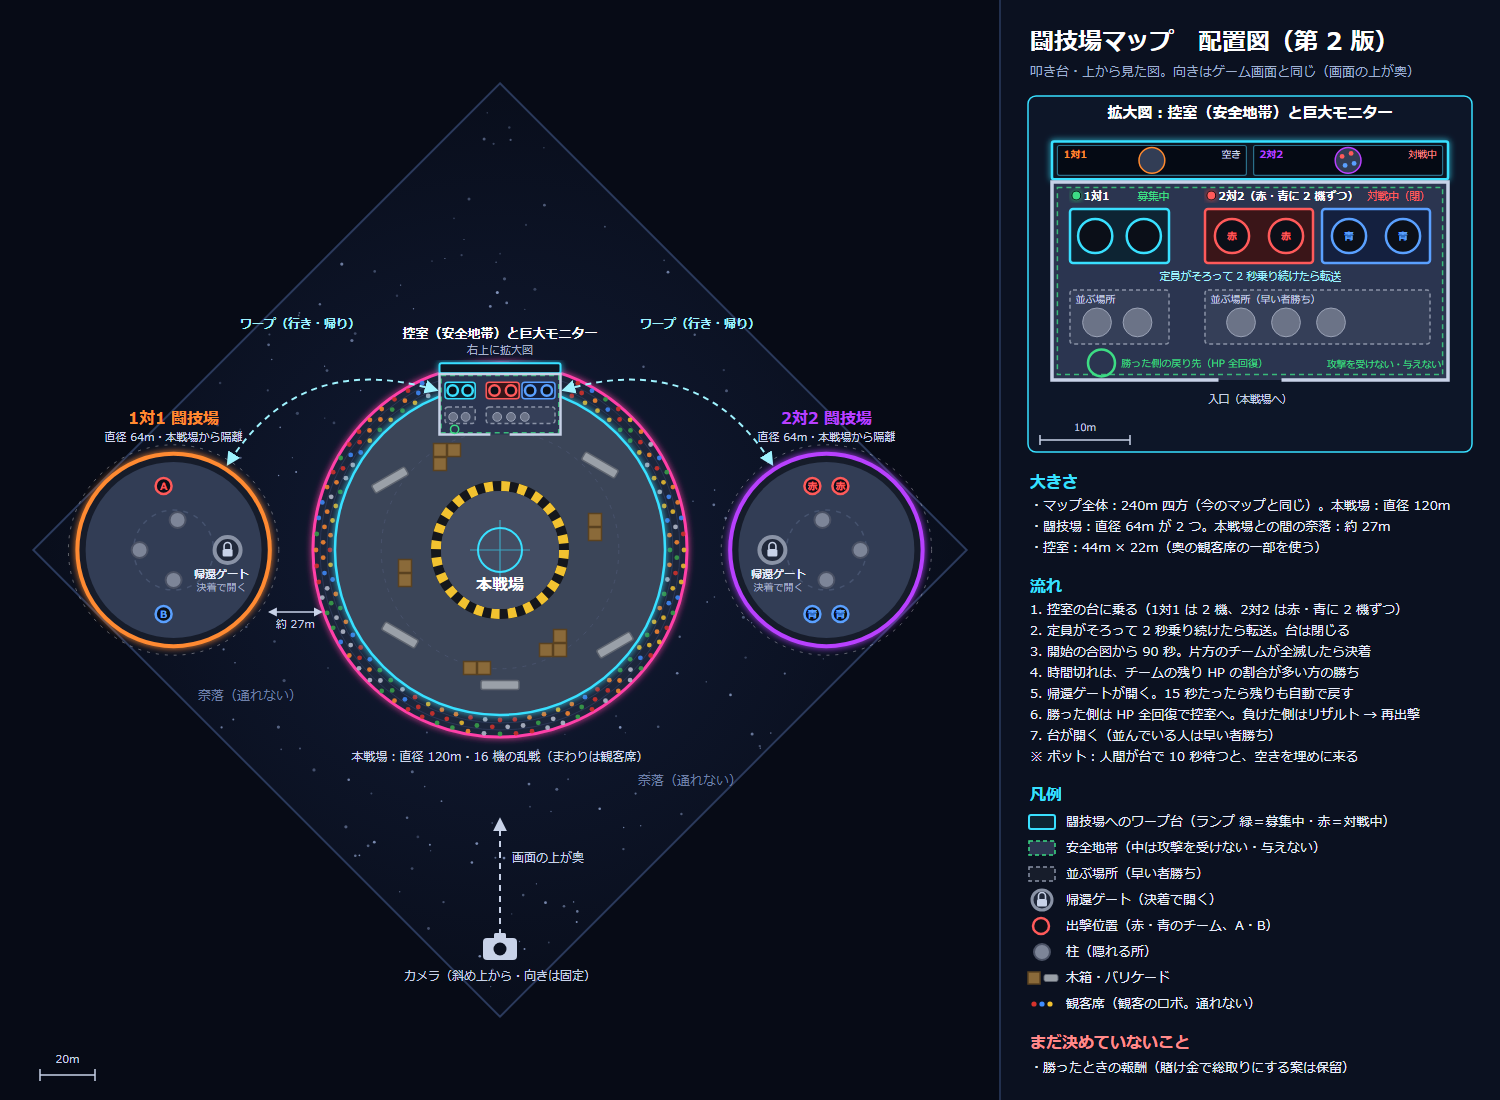 闘技場マップ　配置図（第 2 版）
叩き台・上から見た図。向きはゲーム画面と同じ（画面の上が奥）
拡大図：控室（安全地帯）と巨大モニター
1対1
空き
2対2
対戦中
1対1
募集中
2対2（赤・青に 2 機ずつ）
対戦中（閉）
赤
赤
青
青
定員がそろって 2 秒乗り続けたら転送
並ぶ場所
並ぶ場所（早い者勝ち）
勝った側の戻り先（HP 全回復）
攻撃を受けない・与えない
入口（本戦場へ）
10m
ワープ（行き・帰り）
控室（安全地帯）と巨大モニター
右上に拡大図
ワープ（行き・帰り）
1対1 闘技場
直径 64m・本戦場から隔離
2対2 闘技場
直径 64m・本戦場から隔離
A
帰還ゲート
決着で開く
B
本戦場
赤
赤
帰還ゲート
決着で開く
青
青
約 27m
奈落（通れない）
本戦場：直径 120m・16 機の乱戦（まわりは観客席）
奈落（通れない）
画面の上が奥
カメラ（斜め上から・向きは固定）
20m
大きさ
・マップ全体：240m 四方（今のマップと同じ）。本戦場：直径 120m
・闘技場：直径 64m が 2 つ。本戦場との間の奈落：約 27m
・控室：44m × 22m（奥の観客席の一部を使う）
流れ
1. 控室の台に乗る（1対1 は 2 機、2対2 は赤・青に 2 機ずつ）
2. 定員がそろって 2 秒乗り続けたら転送。台は閉じる
3. 開始の合図から 90 秒。片方のチームが全滅したら決着
4. 時間切れは、チームの残り HP の割合が多い方の勝ち
5. 帰還ゲートが開く。15 秒たったら残りも自動で戻す
6. 勝った側は HP 全回復で控室へ。負けた側はリザルト → 再出撃
7. 台が開く（並んでいる人は早い者勝ち）
※ ボット：人間が台で 10 秒待つと、空きを埋めに来る
凡例
闘技場へのワープ台（ランプ 緑＝募集中・赤＝対戦中）
安全地帯（中は攻撃を受けない・与えない）
並ぶ場所（早い者勝ち）
帰還ゲート（決着で開く）
出撃位置（赤・青のチーム、A・B）
柱（隠れる所）
木箱・バリケード
観客席（観客のロボ。通れない）
まだ決めていないこと
・勝ったときの報酬（賭け金で総取りにする案は保留）